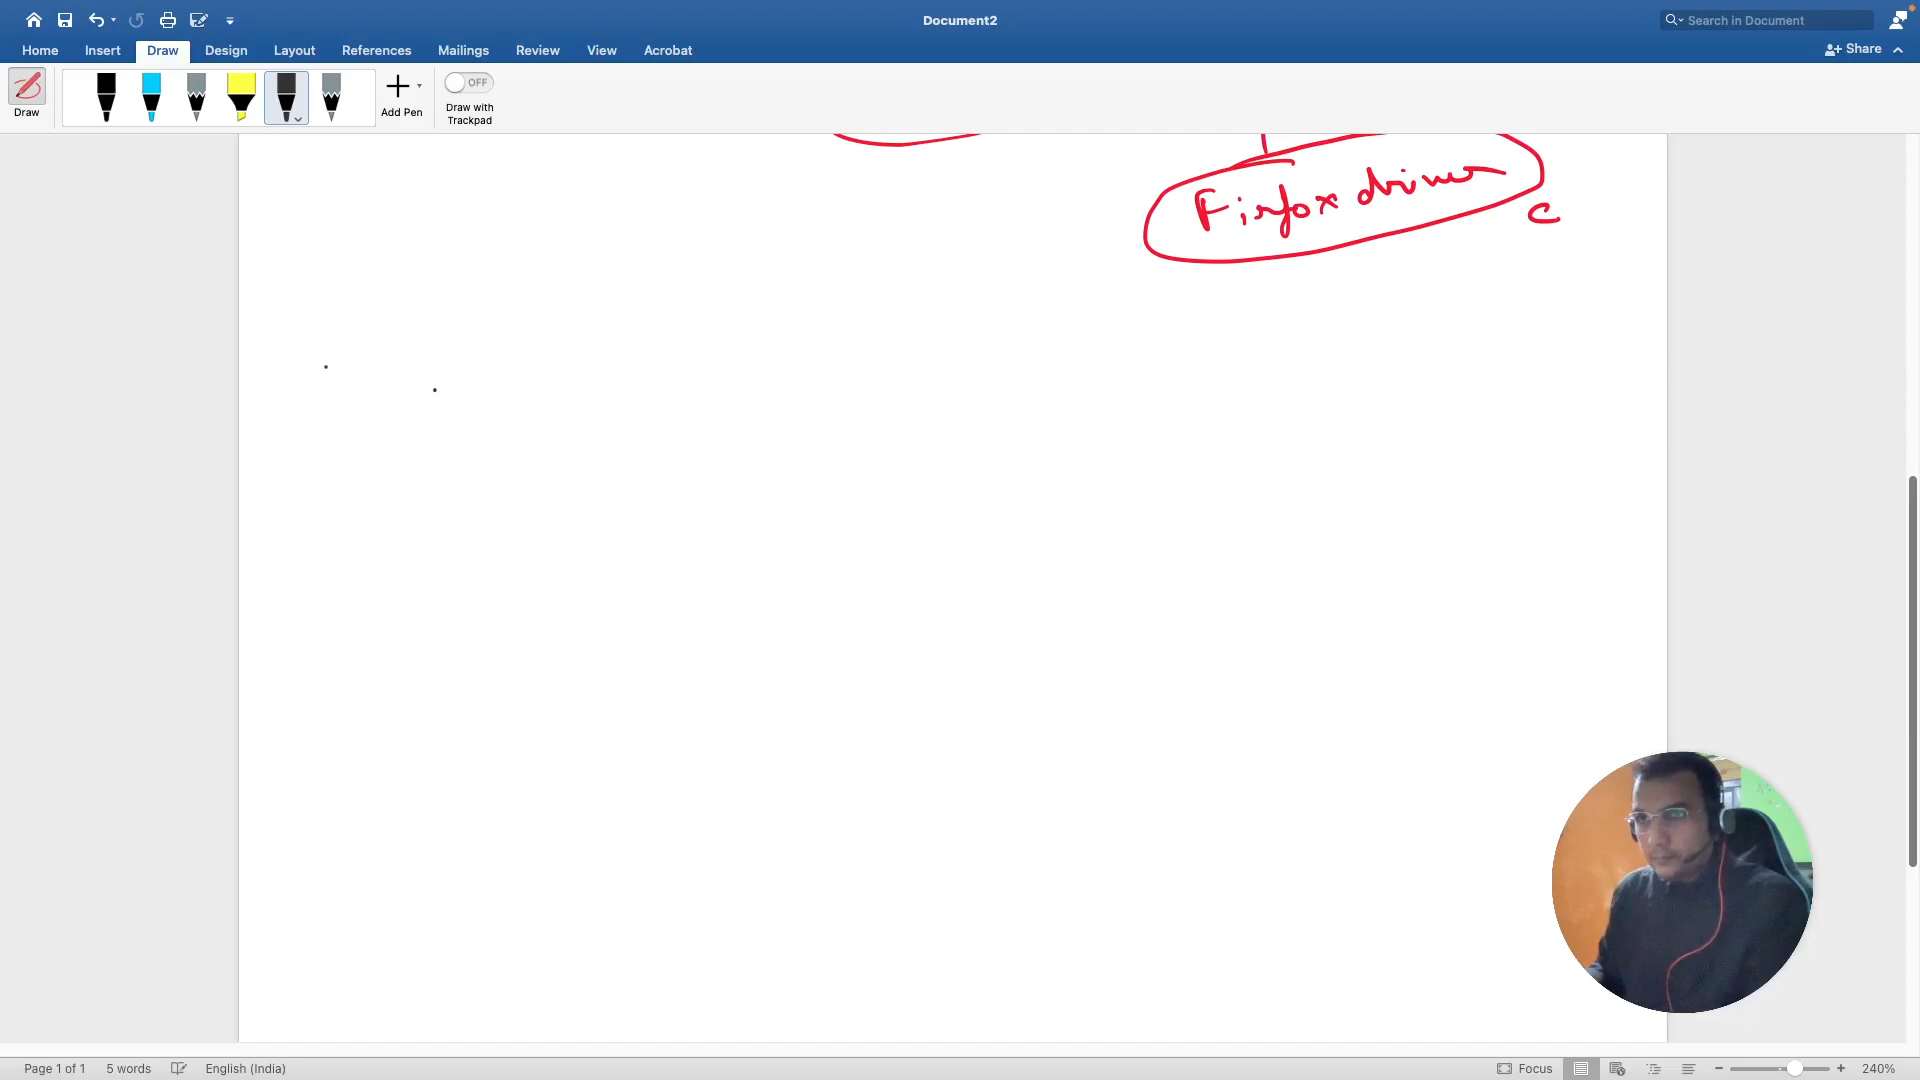 Document2
Search in Document
Home Insert Draw Design Layout References Mailings Review View Acrobat
Share
Draw
Add Pen
OFF
Draw with
Trackpad
Firfox driver
C
Page 1 of 1 5 words English (India) Focus 240%